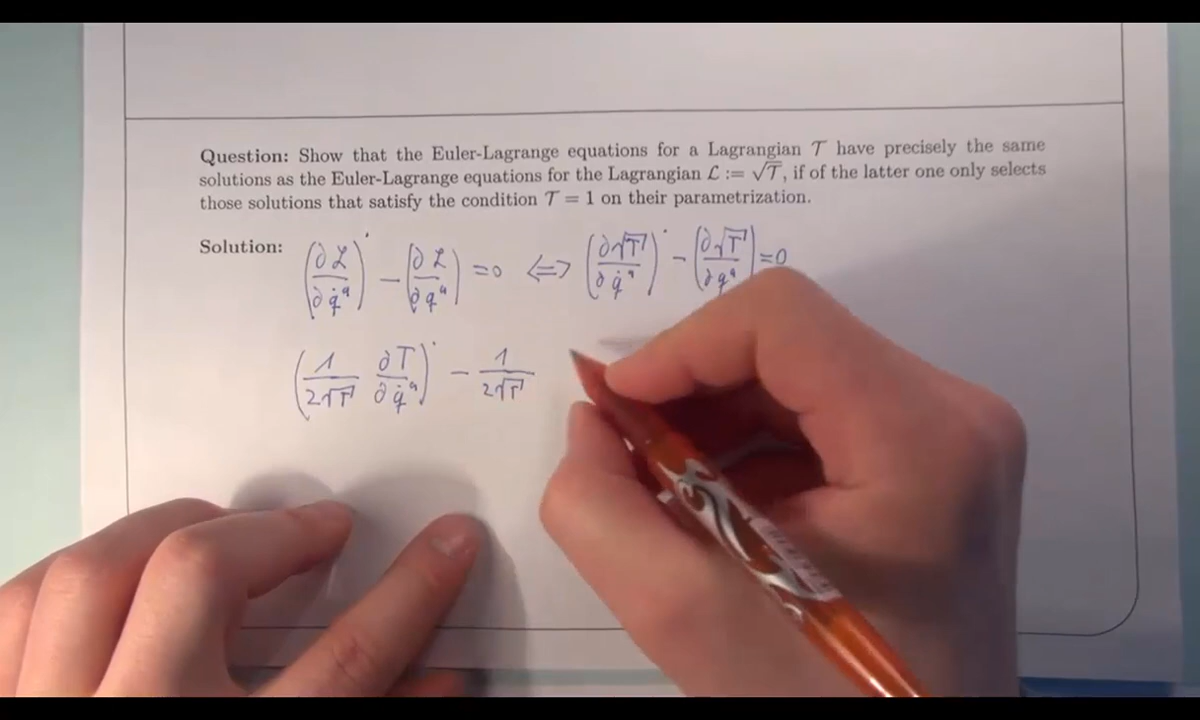 Question: Show that the Euler-Lagrange equations for a Lagrangian 𝒯 have precisely the same
solutions as the Euler-Lagrange equations for the Lagrangian ℒ := √𝒯, if of the latter one only selects
those solutions that satisfy the condition 𝒯 = 1 on their parametrization.
Solution: (∂ℒ/∂q̇ᵃ)˙ − (∂ℒ/∂qᵃ) = 0 ⟺ (∂√T/∂q̇ᵃ)˙ − (∂√T/∂qᵃ) = 0
(1/(2√T) ∂T/∂q̇ᵃ)˙ − 1/(2√T)